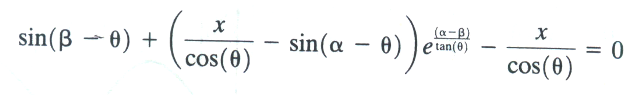 sin(β − θ) + (x/cos(θ) − sin(α − θ)) e^((α−β)/tan(θ)) − x/cos(θ) = 0